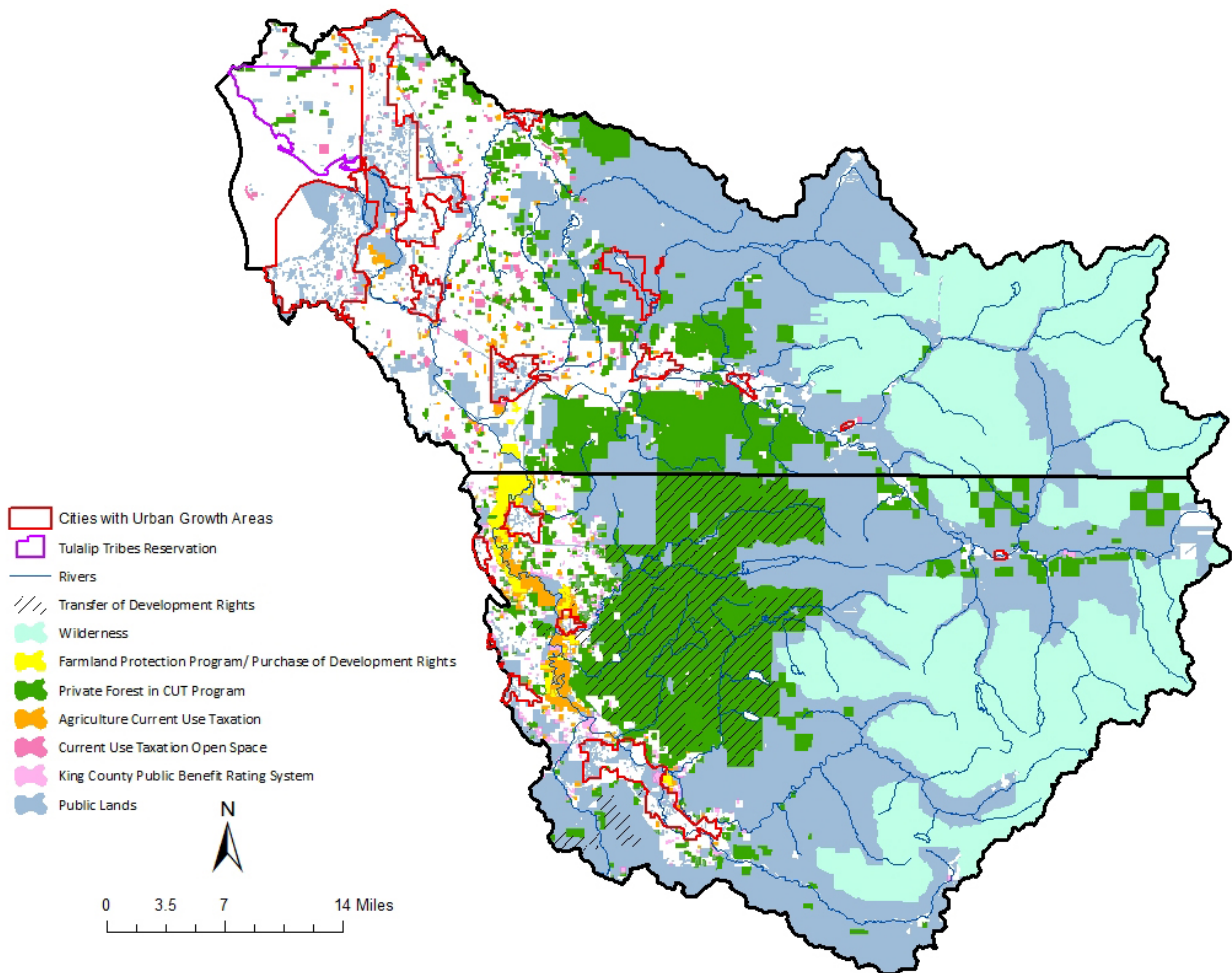 Cities with Urban Growth Areas
Tulalip Tribes Reservation
Rivers
Transfer of Development Rights
Wilderness
Farmland Protection Program/ Purchase of Development Rights
Private Forest in CUT Program
Agriculture Current Use Taxation
Current Use Taxation Open Space
King County Public Benefit Rating System
Public Lands
N
0 3.5 7 14 Miles